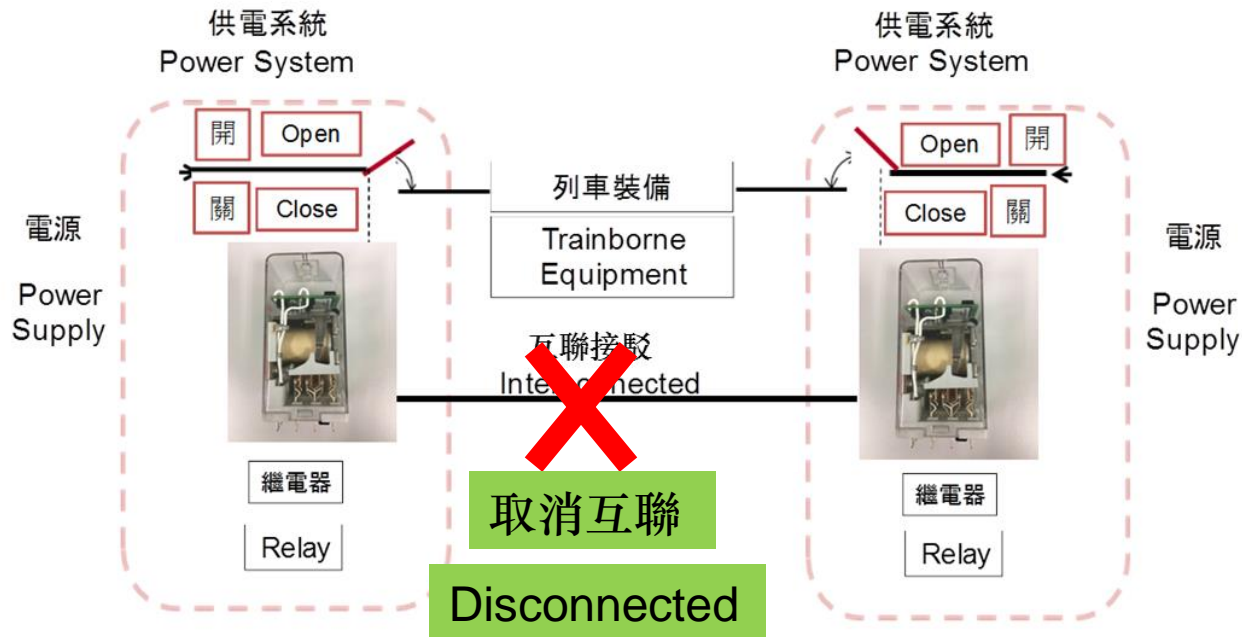 供電系統
Power System
開
Open
關
Close
電源
Power
Supply
繼電器
Relay
列車裝備
Trainborne
Equipment
互聯接駁
Interconnected
取消互聯
Disconnected
供電系統
Power System
Open
開
Close
關
電源
Power
Supply
繼電器
Relay